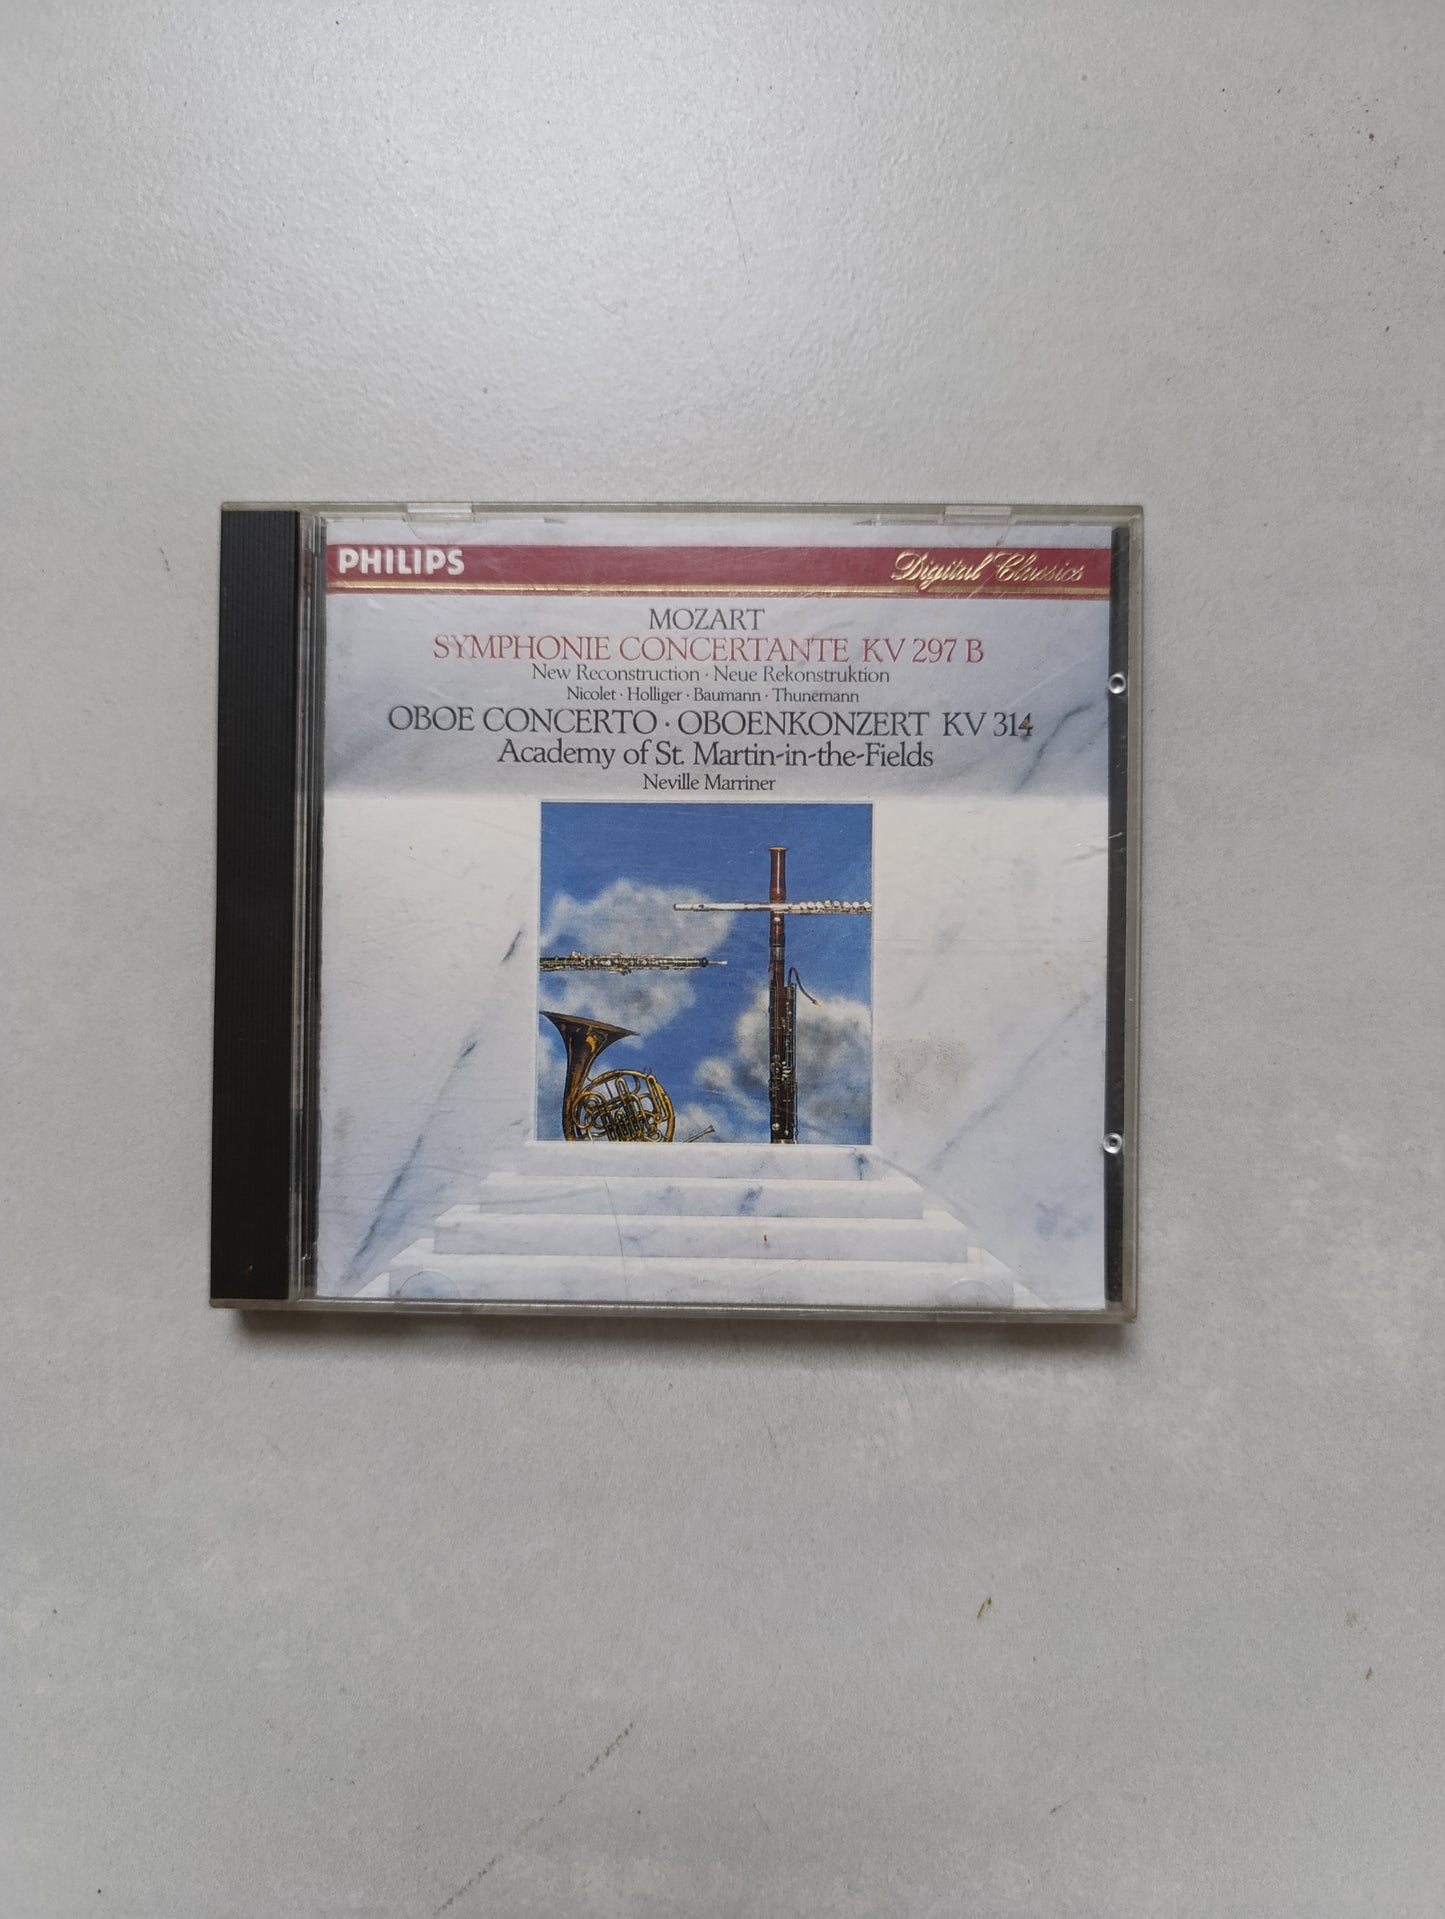 PHILIPS Digital Classics
MOZART
SYMPHONIE CONCERTANTE KV 297 B
New Reconstruction · Neue Rekonstruktion
Nicolet · Holliger · Baumann · Thunemann
OBOE CONCERTO · OBOENKONZERT KV 314
Academy of St. Martin-in-the-Fields
Neville Marriner